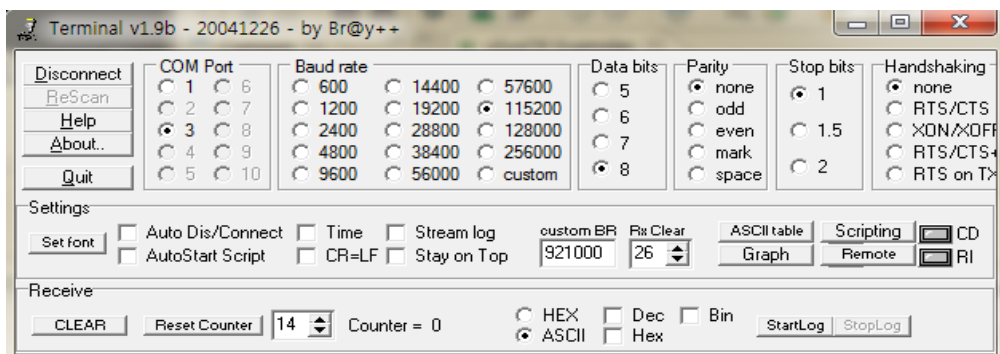 Terminal v1.9b - 20041226 - by Br@y++
Disconnect
ReScan
Help
About..
Quit
COM Port
1 6
2 7
3 8
4 9
5 10
Baud rate
600 14400 57600
1200 19200 115200
2400 28800 128000
4800 38400 256000
9600 56000 custom
Data bits
5
6
7
8
Parity
none
odd
even
mark
space
Stop bits
1
1.5
2
Handshaking
none
RTS/CTS
XON/XOFF
RTS/CTS+
RTS on TX
Settings
Set font
Auto Dis/Connect Time Stream log
AutoStart Script CR=LF Stay on Top
custom BR Rx Clear
921000 26
ASCII table Scripting CD
Graph Remote RI
Receive
CLEAR Reset Counter 14 Counter = 0
HEX Dec Bin
ASCII Hex
StartLog StopLog